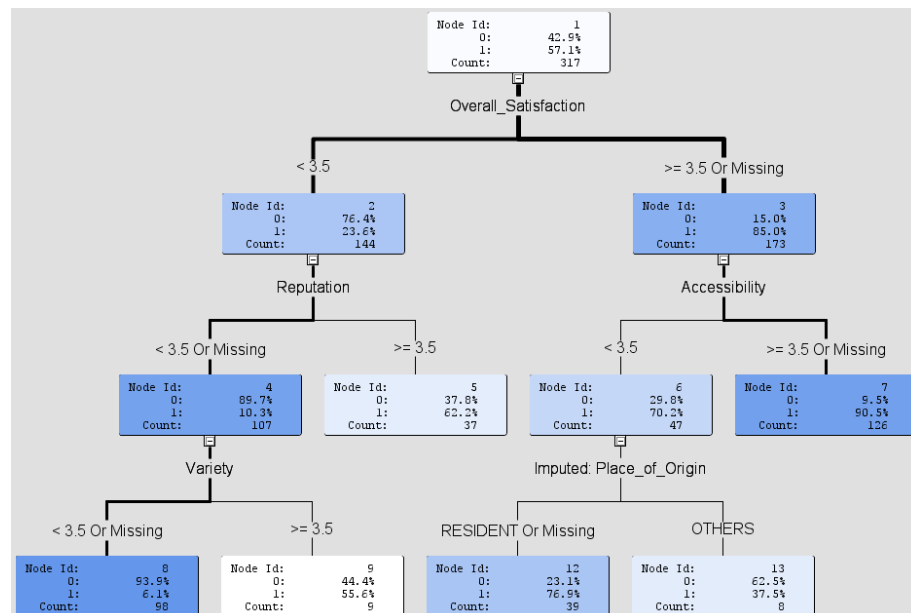 Node Id: 1
0: 42.9%
1: 57.1%
Count: 317
Overall_Satisfaction
< 3.5
>= 3.5 Or Missing
Node Id: 2
0: 76.4%
1: 23.6%
Count: 144
Node Id: 3
0: 15.0%
1: 85.0%
Count: 173
Reputation
Accessibility
< 3.5 Or Missing
>= 3.5
< 3.5
>= 3.5 Or Missing
Node Id: 4
0: 89.7%
1: 10.3%
Count: 107
Node Id: 5
0: 37.8%
1: 62.2%
Count: 37
Node Id: 6
0: 29.8%
1: 70.2%
Count: 47
Node Id: 7
0: 9.5%
1: 90.5%
Count: 126
Variety
Imputed: Place_of_Origin
< 3.5 Or Missing
>= 3.5
RESIDENT Or Missing
OTHERS
Node Id: 8
0: 93.9%
1: 6.1%
Count: 98
Node Id: 9
0: 44.4%
1: 55.6%
Count: 9
Node Id: 12
0: 23.1%
1: 76.9%
Count: 39
Node Id: 13
0: 62.5%
1: 37.5%
Count: 8